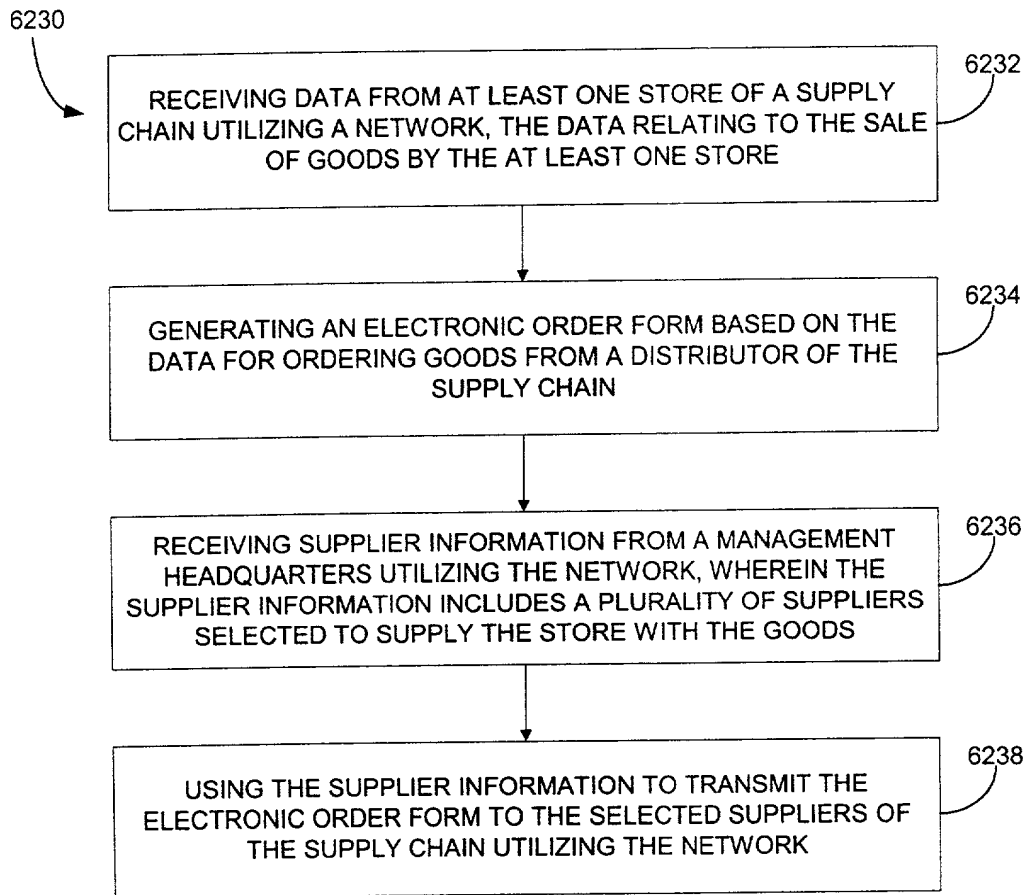 6230
RECEIVING DATA FROM AT LEAST ONE STORE OF A SUPPLY
CHAIN UTILIZING A NETWORK, THE DATA RELATING TO THE SALE
OF GOODS BY THE AT LEAST ONE STORE
6232
GENERATING AN ELECTRONIC ORDER FORM BASED ON THE
DATA FOR ORDERING GOODS FROM A DISTRIBUTOR OF THE
SUPPLY CHAIN
6234
RECEIVING SUPPLIER INFORMATION FROM A MANAGEMENT
HEADQUARTERS UTILIZING THE NETWORK, WHEREIN THE
SUPPLIER INFORMATION INCLUDES A PLURALITY OF SUPPLIERS
SELECTED TO SUPPLY THE STORE WITH THE GOODS
6236
USING THE SUPPLIER INFORMATION TO TRANSMIT THE
ELECTRONIC ORDER FORM TO THE SELECTED SUPPLIERS OF
THE SUPPLY CHAIN UTILIZING THE NETWORK
6238